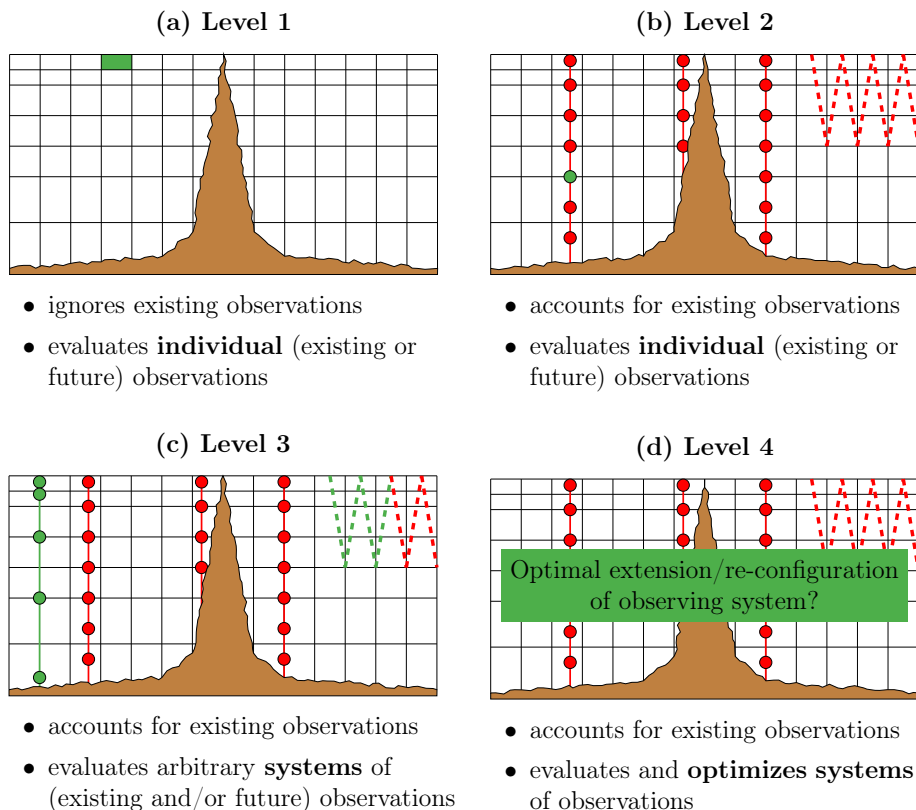 (a) Level 1
• ignores existing observations
• evaluates individual (existing or
future) observations
(b) Level 2
• accounts for existing observations
• evaluates individual (existing or
future) observations
(c) Level 3
• accounts for existing observations
• evaluates arbitrary systems of
(existing and/or future) observations
(d) Level 4
Optimal extension/re-configuration
of observing system?
• accounts for existing observations
• evaluates and optimizes systems
of observations